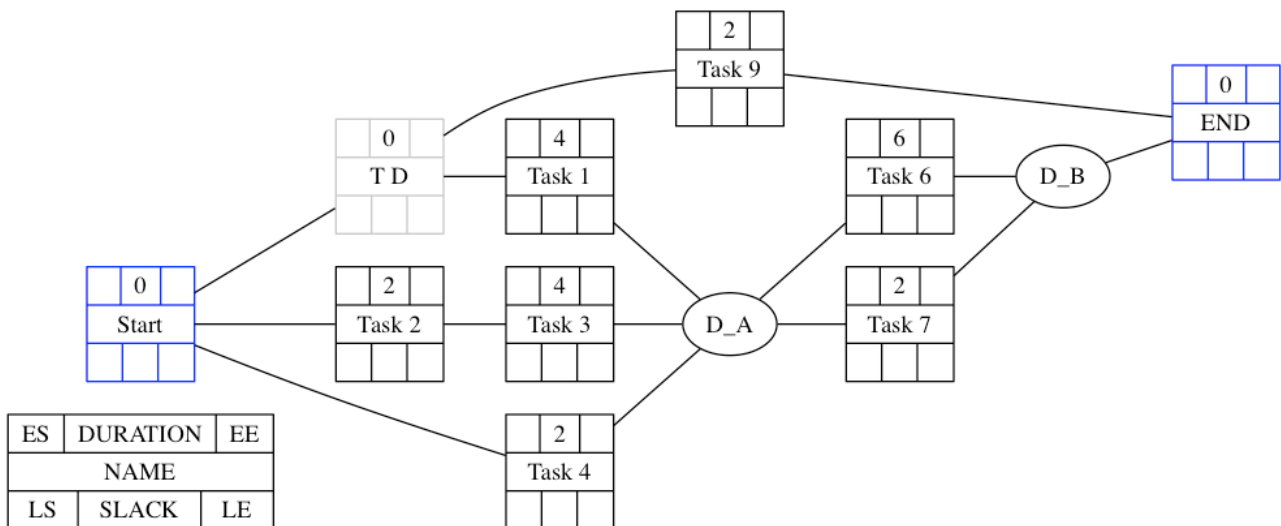 2
Task 9
0
END
0
T D
4
Task 1
6
Task 6
D_B
0
Start
2
Task 2
4
Task 3
D_A
2
Task 7
2
Task 4
ES DURATION EE
NAME
LS SLACK LE